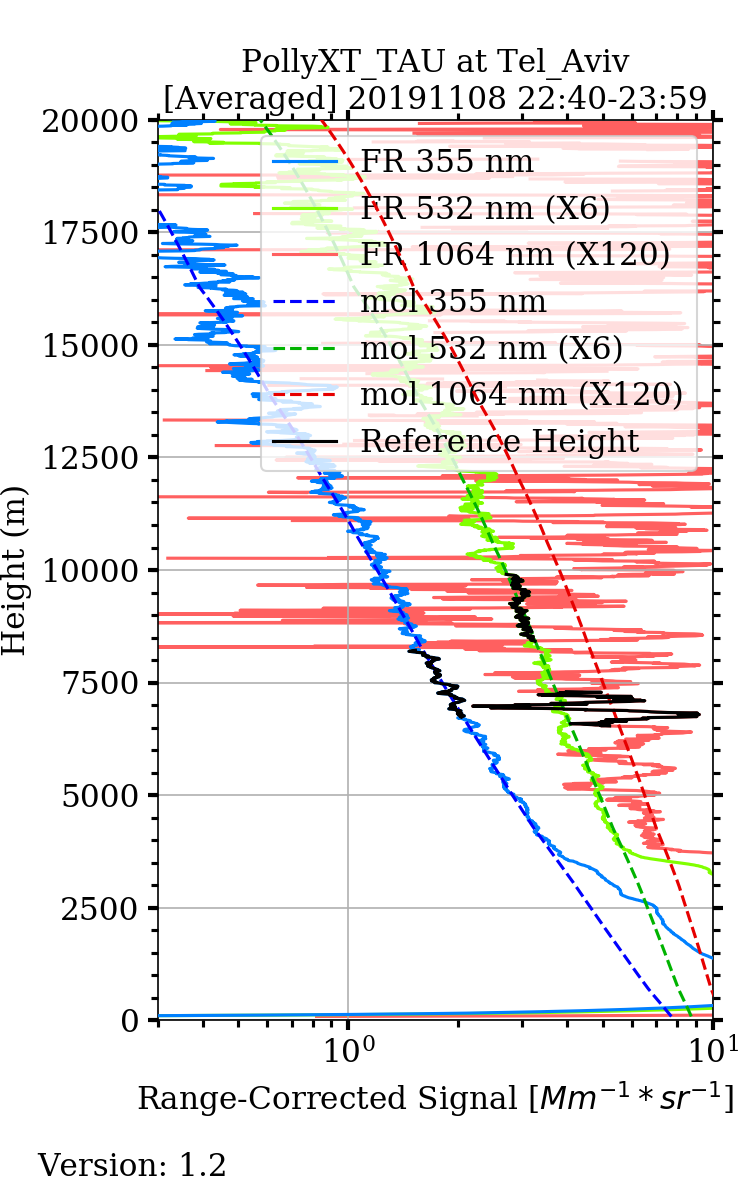 PollyXT_TAU at Tel_Aviv
[Averaged] 20191108 22:40-23:59
20000
17500
15000
12500
10000
7500
5000
2500
0
Height (m)
FR 355 nm
FR 532 nm (X6)
FR 1064 nm (X120)
mol 355 nm
mol 532 nm (X6)
mol 1064 nm (X120)
Reference Height
10⁰ 10¹
Range-Corrected Signal [Mm⁻¹ * sr⁻¹]
Version: 1.2